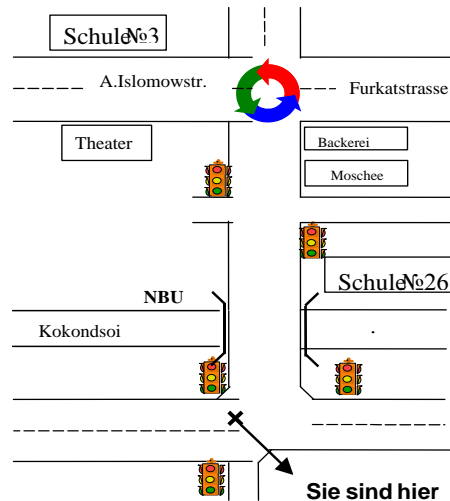 Schule№3
A.Islomowstr.
Furkatstrasse
Theater
Backerei
Moschee
Schule№26
NBU
Kokondsoi
.
Sie sind hier